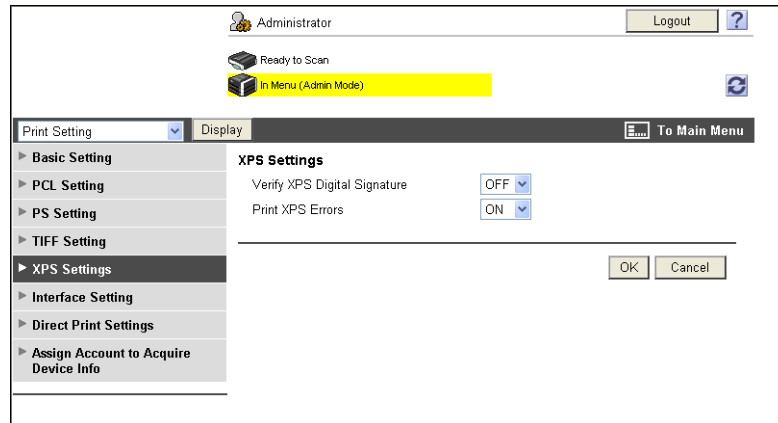 Administrator
Logout
?
Ready to Scan
In Menu (Admin Mode)
Print Setting
Display
To Main Menu
Basic Setting
PCL Setting
PS Setting
TIFF Setting
XPS Settings
Interface Setting
Direct Print Settings
Assign Account to Acquire
Device Info
XPS Settings
Verify XPS Digital Signature OFF
Print XPS Errors ON
OK Cancel